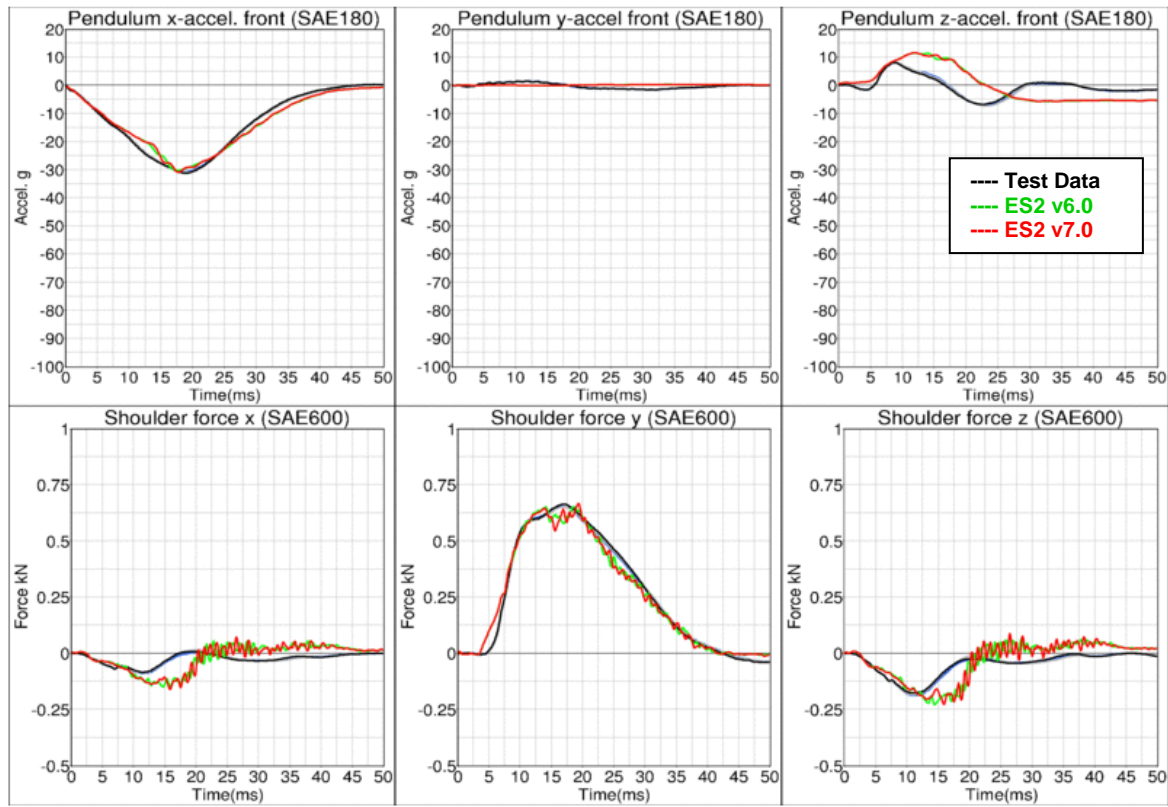 Pendulum x-accel. front (SAE180)
20
10
0
-10
-20
-30
-40
-50
-60
-70
-80
-90
-100
Accel. g
0 5 10 15 20 25 30 35 40 45 50
Time(ms)
Pendulum y-accel front (SAE180)
20
10
0
-10
-20
-30
-40
-50
-60
-70
-80
-90
-100
Accel. g
0 5 10 15 20 25 30 35 40 45 50
Time(ms)
Pendulum z-accel. front (SAE180)
20
10
0
-10
-20
-30
-40
-50
-60
-70
-80
-90
-100
Accel. g
0 5 10 15 20 25 30 35 40 45 50
Time(ms)
---- Test Data
---- ES2 v6.0
---- ES2 v7.0
Shoulder force x (SAE600)
1
0.75
0.5
0.25
0
-0.25
-0.5
Force kN
0 5 10 15 20 25 30 35 40 45 50
Time(ms)
Shoulder force y (SAE600)
1
0.75
0.5
0.25
0
-0.25
-0.5
Force kN
0 5 10 15 20 25 30 35 40 45 50
Time(ms)
Shoulder force z (SAE600)
1
0.75
0.5
0.25
0
-0.25
-0.5
Force kN
0 5 10 15 20 25 30 35 40 45 50
Time(ms)